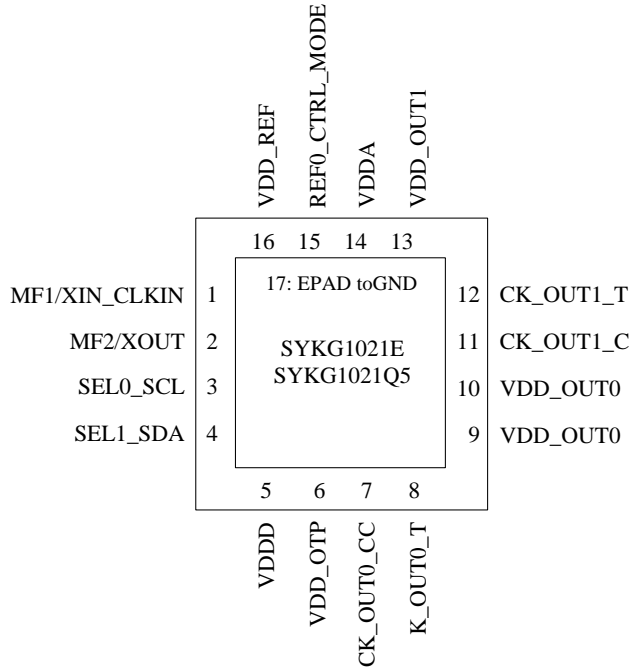 VDD_REF
REF0_CTRL_MODE
VDDA
VDD_OUT1
16
15
14
13
17: EPAD toGND
MF1/XIN_CLKIN 1
MF2/XOUT 2
SEL0_SCL 3
SEL1_SDA 4
SYKG1021E
SYKG1021Q5
12 CK_OUT1_T
11 CK_OUT1_C
10 VDD_OUT0
9 VDD_OUT0
5
6
7
8
VDDD
VDD_OTP
CK_OUT0_CC
K_OUT0_T